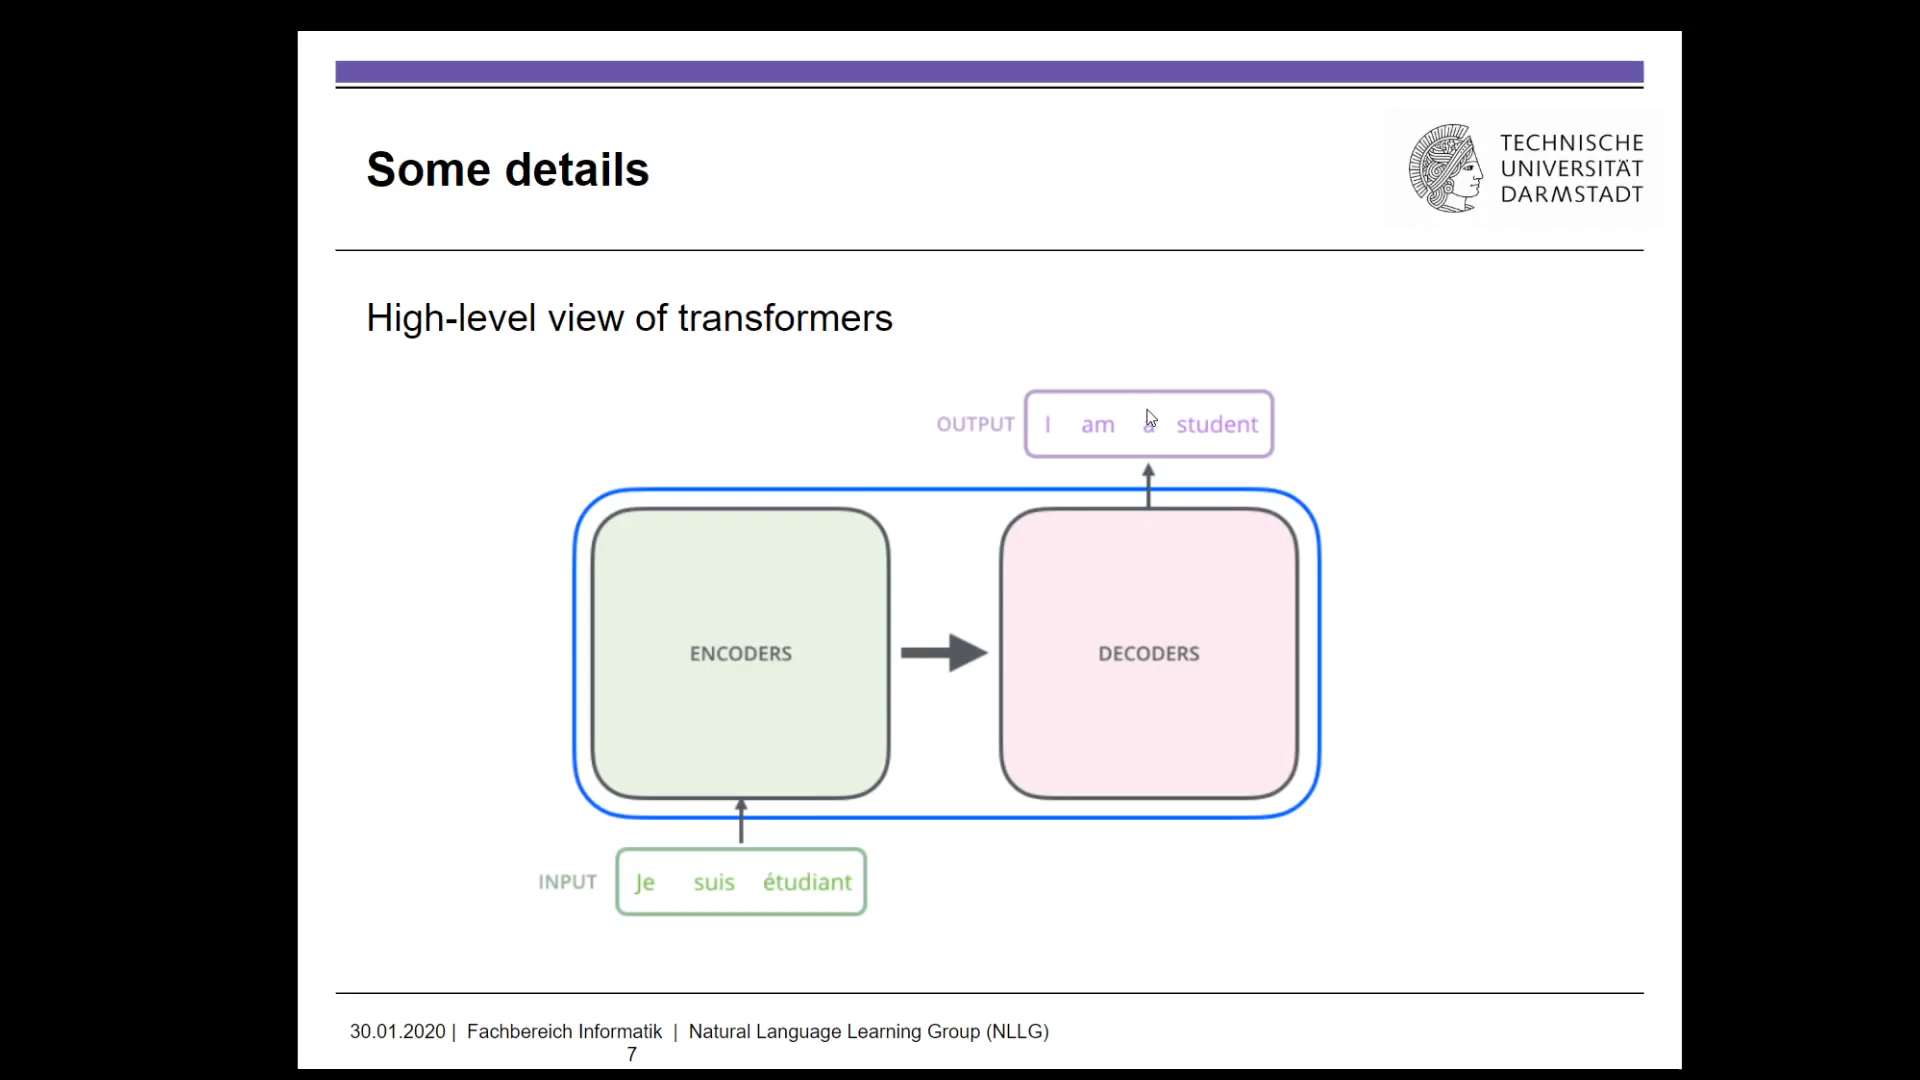 Some details
TECHNISCHE
UNIVERSITÄT
DARMSTADT
High-level view of transformers
OUTPUT I am a student
ENCODERS
DECODERS
INPUT Je suis étudiant
30.01.2020 | Fachbereich Informatik | Natural Language Learning Group (NLLG)
7